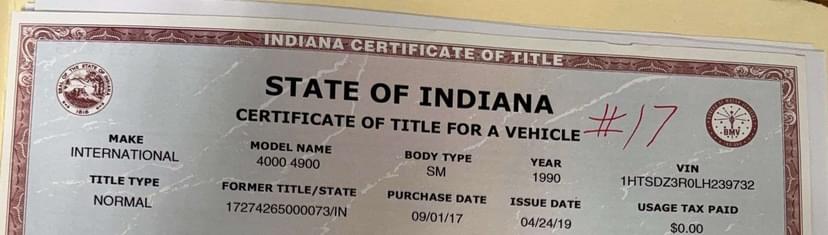 INDIANA CERTIFICATE OF TITLE
STATE OF INDIANA
CERTIFICATE OF TITLE FOR A VEHICLE #17
MAKE MODEL NAME BODY TYPE YEAR VIN
INTERNATIONAL 4000 4900 SM 1990 1HTSDZ3R0LH239732
TITLE TYPE FORMER TITLE/STATE PURCHASE DATE ISSUE DATE USAGE TAX PAID
NORMAL 17274265000073/IN 09/01/17 04/24/19 $0.00
1816
BMV